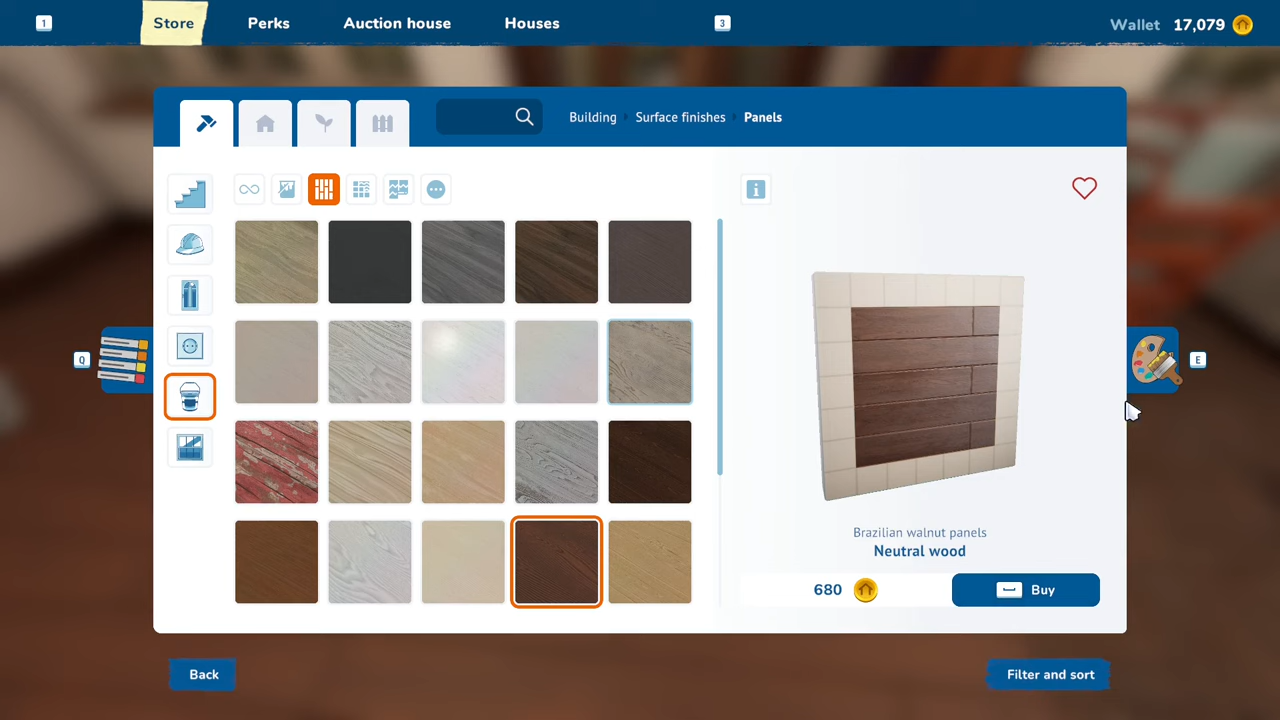 1
Store
Perks
Auction house
Houses
3
Wallet 17,079
Building
Surface finishes
Panels
Q
E
Brazilian walnut panels
Neutral wood
680
Buy
Back
Filter and sort